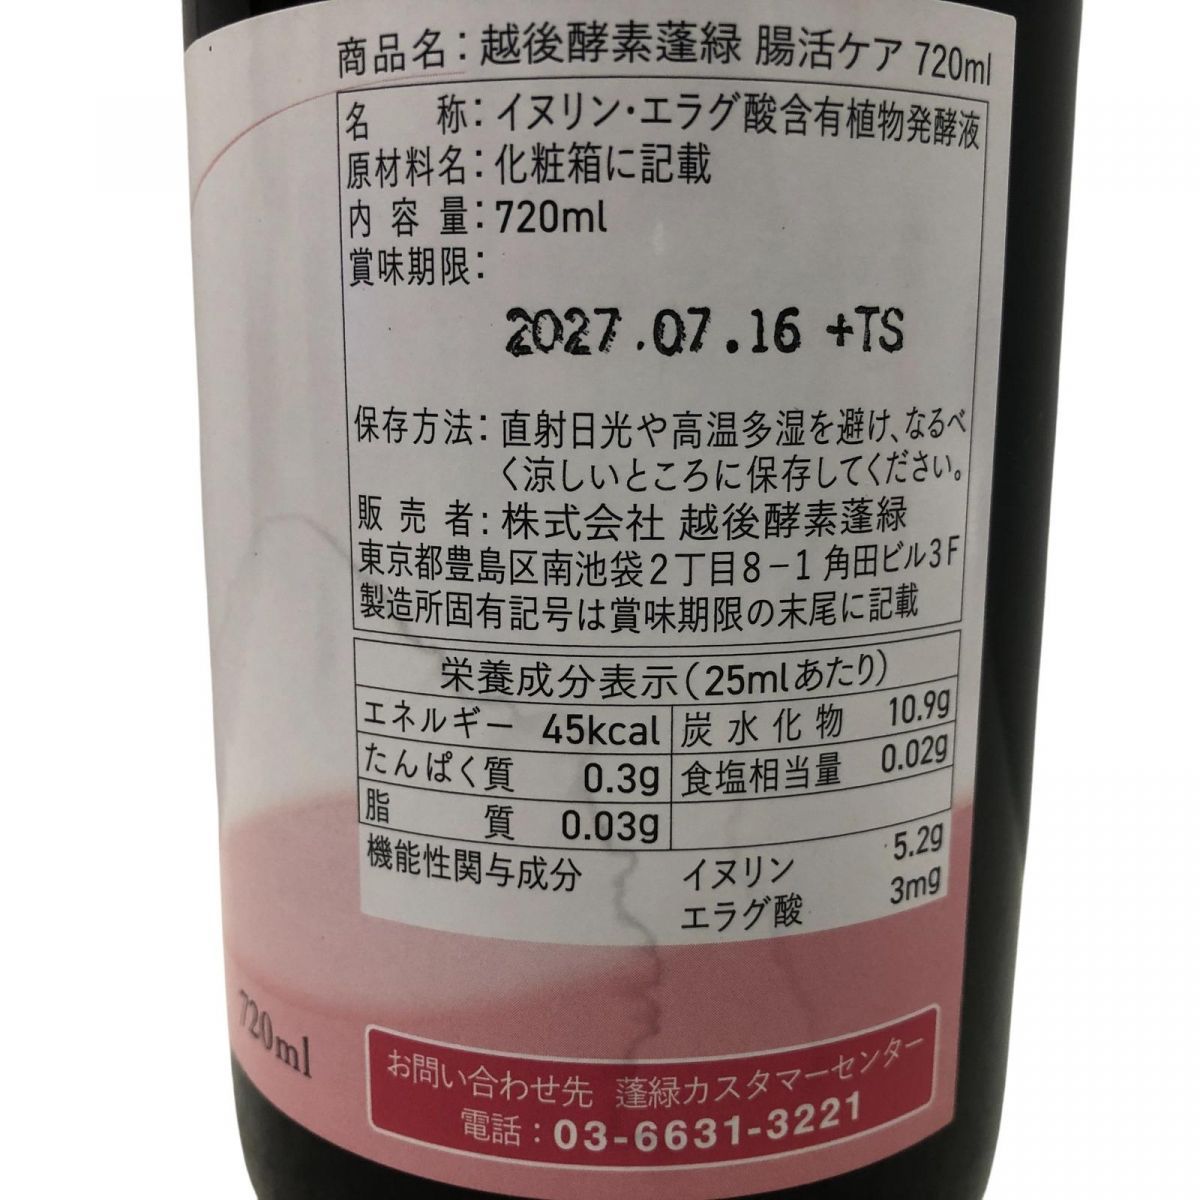 商品名：越後酵素蓬緑 腸活ケア 720ml
名称：イヌリン・エラグ酸含有植物発酵液
原材料名：化粧箱に記載
内容量：720ml
賞味期限：
2027.07.16 +TS
保存方法：直射日光や高温多湿を避け、なるべ
く涼しいところに保存してください。
販売者：株式会社 越後酵素蓬緑
東京都豊島区南池袋2丁目8-1 角田ビル3F
製造所固有記号は賞味期限の末尾に記載
栄養成分表示（25mlあたり）
エネルギー 45kcal 炭水化物 10.9g
たんぱく質 0.3g 食塩相当量 0.02g
脂質 0.03g
機能性関与成分 イヌリン 5.2g
エラグ酸 3mg
720ml
お問い合わせ先 蓬緑カスタマーセンター
電話：03-6631-3221